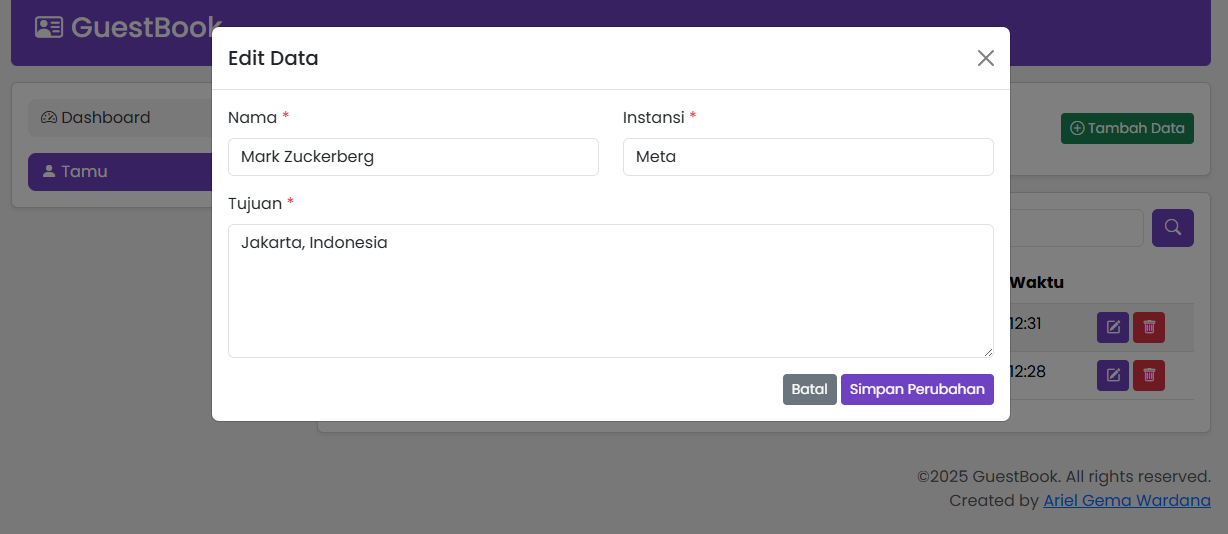 GuestBook
Edit Data
Dashboard
Tamu
Nama *
Instansi *
Mark Zuckerberg
Meta
Tujuan *
Jakarta, Indonesia
Batal
Simpan Perubahan
Tambah Data
Waktu
12:31
12:28
©2025 GuestBook. All rights reserved.
Created by Ariel Gema Wardana